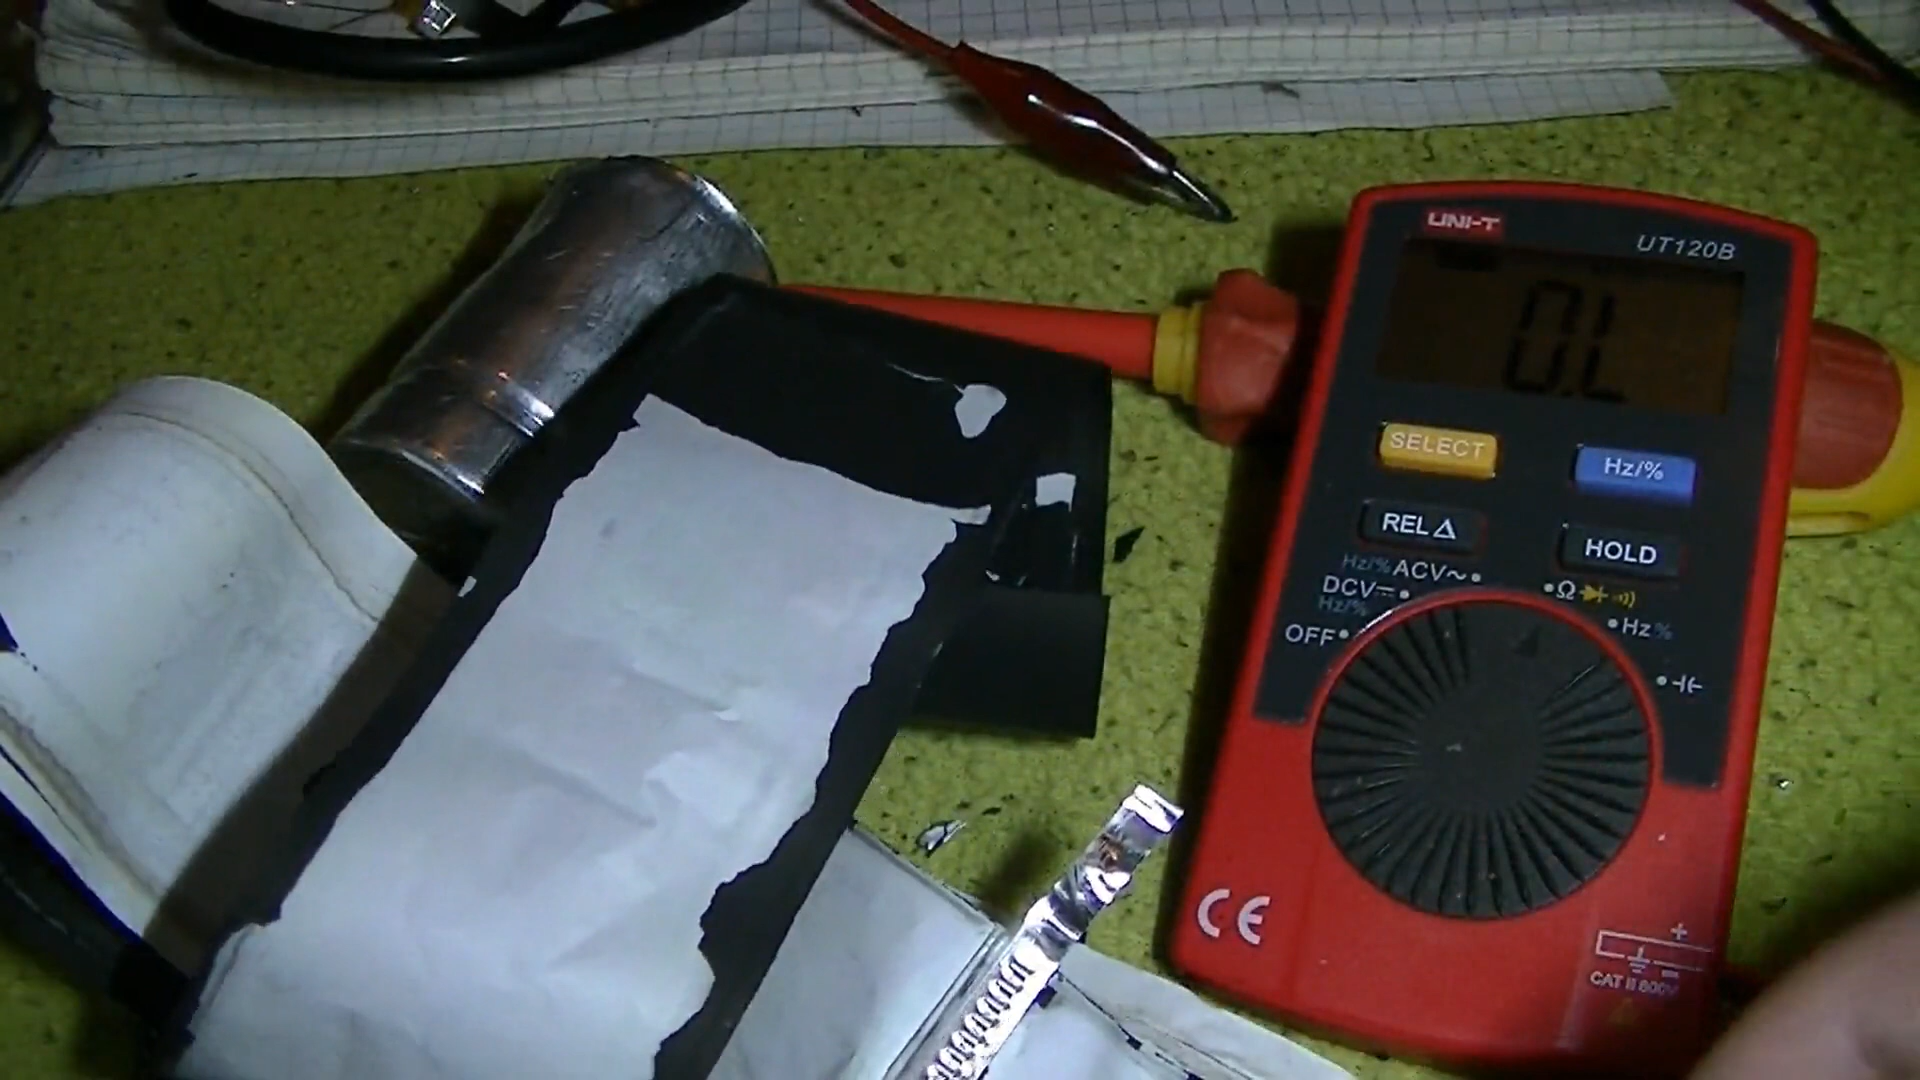 UNI-T
UT120B
0.L
SELECT
Hz/%
REL △
HOLD
Hz/% ACV~
DCV⎓
Hz/%
OFF
Ω
Hz %
CE
+
CAT II 600V